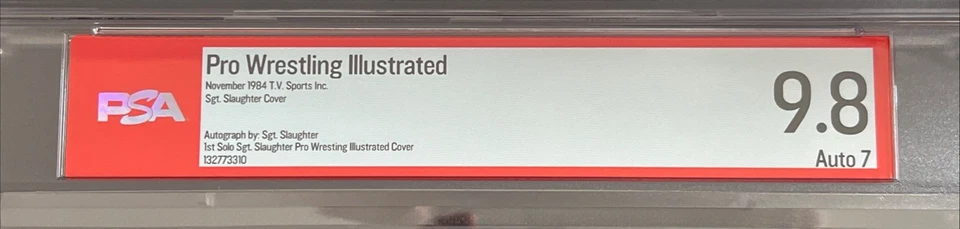 PSA
Pro Wrestling Illustrated
November 1984 T.V. Sports Inc.
Sgt. Slaughter Cover
Autograph by: Sgt. Slaughter
1st Solo Sgt. Slaughter Pro Wresting Illustrated Cover
132773310
9.8
Auto 7